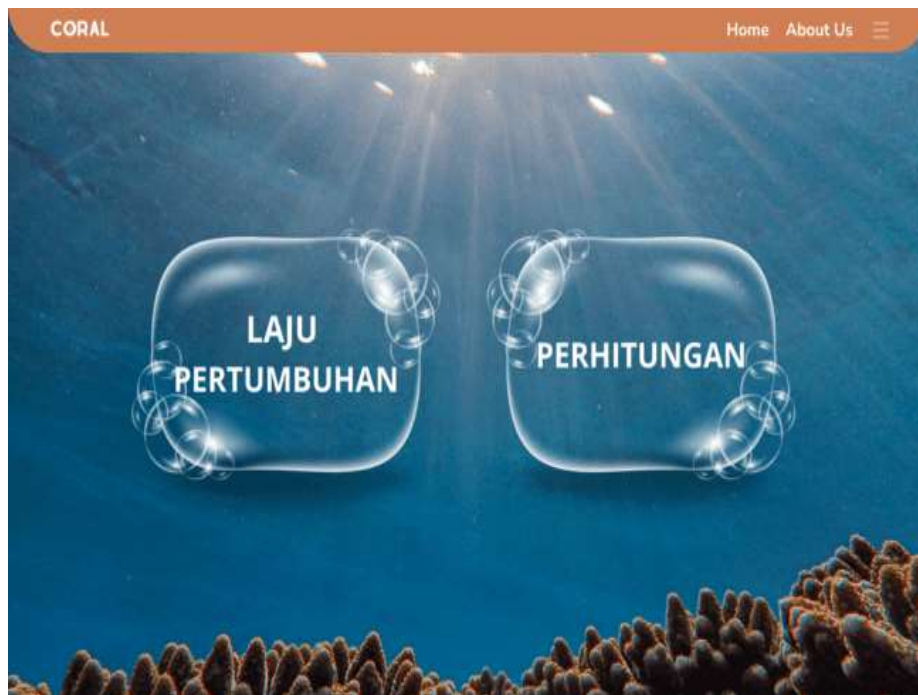 CORAL
Home About Us
LAJU
PERTUMBUHAN
PERHITUNGAN